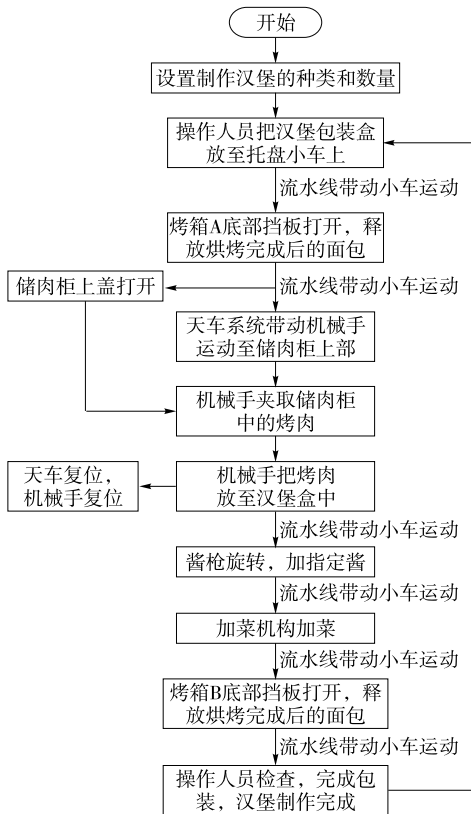 开始
设置制作汉堡的种类和数量
操作人员把汉堡包装盒
放至托盘小车上
流水线带动小车运动
烤箱A底部挡板打开，释
放烘烤完成后的面包
储肉柜上盖打开
流水线带动小车运动
天车系统带动机械手
运动至储肉柜上部
机械手夹取储肉柜
中的烤肉
天车复位，
机械手复位
机械手把烤肉
放至汉堡盒中
流水线带动小车运动
酱枪旋转，加指定酱
流水线带动小车运动
加菜机构加菜
流水线带动小车运动
烤箱B底部挡板打开，释
放烘烤完成后的面包
流水线带动小车运动
操作人员检查，完成包
装，汉堡制作完成